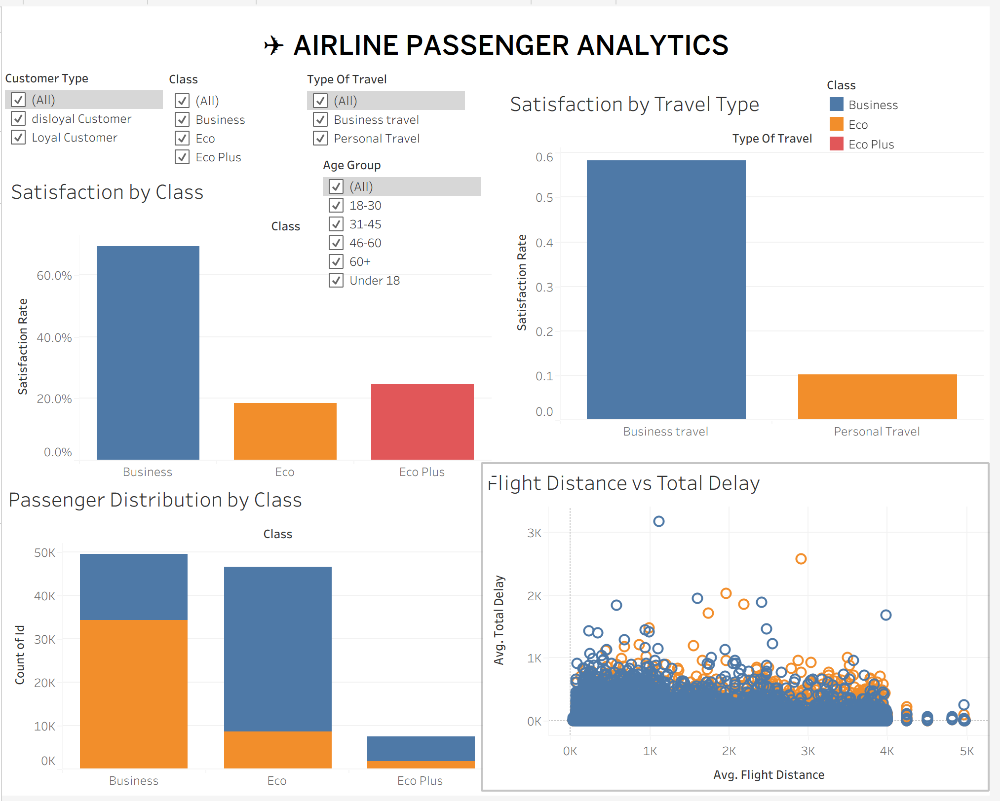 ✈ AIRLINE PASSENGER ANALYTICS
Customer Type
(All)
disloyal Customer
Loyal Customer
Class
(All)
Business
Eco
Eco Plus
Type Of Travel
(All)
Business travel
Personal Travel
Age Group
(All)
18-30
31-45
46-60
60+
Under 18
Class
Business
Eco
Eco Plus
Satisfaction by Class
Class
Satisfaction Rate
60.0%
40.0%
20.0%
0.0%
Business
Eco
Eco Plus
Satisfaction by Travel Type
Type Of Travel
Satisfaction Rate
0.6
0.5
0.4
0.3
0.2
0.1
0.0
Business travel
Personal Travel
Passenger Distribution by Class
Class
Count of Id
50K
40K
30K
20K
10K
0K
Business
Eco
Eco Plus
Flight Distance vs Total Delay
Avg. Total Delay
3K
2K
1K
0K
0K
1K
2K
3K
4K
5K
Avg. Flight Distance